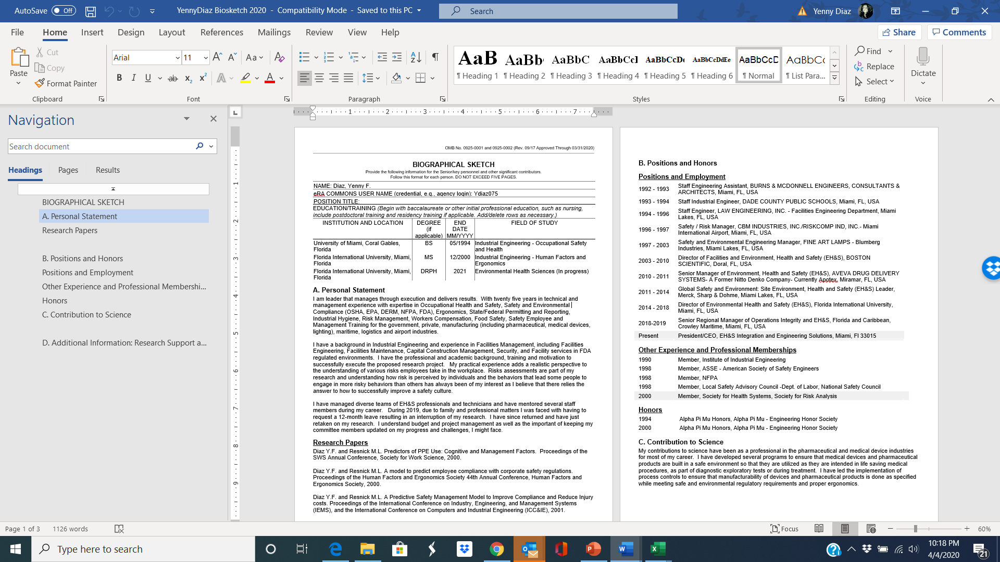 AutoSave Off YennyDiaz Biosketch 2020 - Compatibility Mode - Saved to this PC Search Yenny Diaz
File Home Insert Design Layout References Mailings Review View Help Share Comments
Paste Cut Copy Format Painter
Arial 11
AaB AaBb AaBbC AaBbCcI AaBbCcDi AaBbCcDdEe AaBbCcD AaBbCc
¶ Heading 1 ¶ Heading 2 ¶ Heading 3 ¶ Heading 4 ¶ Heading 5 ¶ Heading 6 ¶ Normal ¶ List Para...
Find
Replace
Select
Dictate
Clipboard Font Paragraph Styles Editing Voice
Navigation
Search document
Headings Pages Results
BIOGRAPHICAL SKETCH
A. Personal Statement
Research Papers
B. Positions and Honors
Positions and Employment
Other Experience and Professional Membershi...
Honors
C. Contribution to Science
D. Additional Information: Research Support a...
OMB No. 0925-0001 and 0925-0002 (Rev. 09/17 Approved Through 03/31/2020)
BIOGRAPHICAL SKETCH
Provide the following information for the Senior/key personnel and other significant contributors.
Follow this format for each person. DO NOT EXCEED FIVE PAGES.
NAME: Diaz, Yenny F.
eRA COMMONS USER NAME (credential, e.g., agency login): Ydiaz075
POSITION TITLE:
EDUCATION/TRAINING (Begin with baccalaureate or other initial professional education, such as nursing,
include postdoctoral training and residency training if applicable. Add/delete rows as necessary.)
INSTITUTION AND LOCATION DEGREE (if applicable) END DATE MM/YYYY FIELD OF STUDY
University of Miami, Coral Gables, Florida BS 05/1994 Industrial Engineering - Occupational Safety and Health
Florida International University, Miami, Florida MS 12/2000 Industrial Engineering - Human Factors and Ergonomics
Florida International University, Miami, Florida DRPH 2021 Environmental Health Sciences (In progress)
A. Personal Statement
I am leader that manages through execution and delivers results. With twenty five years in technical and
management experience with expertise in Occupational Health and Safety, Safety and Environmental
Compliance (OSHA, EPA, DERM, NFPA, FDA), Ergonomics, State/Federal Permitting and Reporting,
Industrial Hygiene, Risk Management, Workers Compensation, Food Safety, Safety Employee and
Management Training for the government, private, manufacturing (including pharmaceutical, medical devices,
lighting), maritime, logistics and airport industries.
I have a background in Industrial Engineering and experience in Facilities Management, including Facilities
Engineering, Facilities Maintenance, Capital Construction Management, Security, and Facility services in FDA
regulated environments. I have the professional and academic background, training and motivation to
successfully execute the proposed research project. My practical experience adds a realistic perspective to
the understanding of various risks employees take in the workplace. Risks assessments are part of my
research and understanding how risk is perceived by individuals and the behaviors that lead some people to
engage in more risky behaviors than others has always been of my interest as I believe that there relies the
answer to how to successfully improve a safety culture.
I have managed diverse teams of EH&S professionals and technicians and have mentored several staff
members during my career. During 2019, due to family and professional matters I was faced with having to
request a 12-month leave resulting in an interruption of my research. I have since returned and have just
retaken on my research. I understand budget and project management as well as the important of keeping my
committee members updated on my progress and challenges, I might face.
Research Papers
Diaz Y.F. and Resnick M.L. Predictors of PPE Use: Cognitive and Management Factors. Proceedings of the
SWS Annual Conference, Society for Work Science, 2000.
Diaz Y.F. and Resnick M.L. A model to predict employee compliance with corporate safety regulations.
Proceedings of the Human Factors and Ergonomics Society 44th Annual Conference, Human Factors and
Ergonomics Society, 2000.
Diaz Y.F. and Resnick M.L. A Predictive Safety Management Model to Improve Compliance and Reduce Injury
costs. Proceedings of the International Conference on Industry, Engineering, and Management Systems
(IEMS), and the International Conference on Computers and Industrial Engineering (ICC&IE), 2001.
B. Positions and Honors
Positions and Employment
1992 - 1993 Staff Engineering Assistant, BURNS & MCDONNELL ENGINEERS, CONSULTANTS &
ARCHITECTS, Miami, FL, USA
1993 - 1994 Staff Industrial Engineer, DADE COUNTY PUBLIC SCHOOLS, Miami, FL, USA
1994 - 1996 Staff Engineer, LAW ENGINEERING, INC. - Facilities Engineering Department, Miami
Lakes, FL, USA
1996 - 1997 Safety / Risk Manager, CBM INDUSTRIES, INC./RISKCOMP IND, INC.- Miami
International Airport, Miami, FL, USA
1997 - 2003 Safety and Environmental Engineering Manager, FINE ART LAMPS - Blumberg
Industries, Miami Lakes, FL, USA
2003 - 2010 Director of Facilities and Environment, Health and Safety (EH&S), BOSTON
SCIENTIFIC, Doral, FL, USA
2010 - 2011 Senior Manager of Environment, Health and Safety (EH&S), AVEVA DRUG DELIVERY
SYSTEMS- A Former Nitto Denko Company- Currently Apotex, Miramar, FL, USA
2011 - 2014 Global Safety and Environment: Site Environment, Health and Safety (EH&S) Leader,
Merck, Sharp & Dohme, Miami Lakes, FL, USA
2014 - 2018 Director of Environmental Health and Safety (EH&S), Florida International University,
Miami, FL, USA
2018-2019 Senior Regional Manager of Operations Integrity and EH&S, Florida and Caribbean,
Crowley Maritime, Miami, FL, USA
Present President/CEO, EH&S Integration and Engineering Solutions, Miami, Fl 33015
Other Experience and Professional Memberships
1990 Member, Institute of Industrial Engineering
1998 Member, ASSE - American Society of Safety Engineers
1998 Member, NFPA
1998 Member, Local Safety Advisory Council -Dept. of Labor, National Safety Council
2000 Member, Society for Health Systems, Society for Risk Analysis
Honors
1994 Alpha Pi Mu Honors, Alpha Pi Mu - Engineering Honor Society
2000 Alpha Pi Mu Honors, Alpha Pi Mu - Engineering Honor Society
C. Contribution to Science
My contributions to science have been as a professional in the pharmaceutical and medical device industries
for most of my career. I have developed several programs to ensure that medical devices and pharmaceutical
products are built in a safe environment so that they are utilized as they are intended in life saving medical
procedures, as part of diagnostic exploratory tests or during treatment. I have led the implementation of
process controls to ensure that manufacturability of devices and pharmaceutical products is done as specified
while meeting safe and environmental regulatory requirements and proper ergonomics.
Page 1 of 3 1126 words Focus 60%
Type here to search
10:18 PM
4/4/2020
21